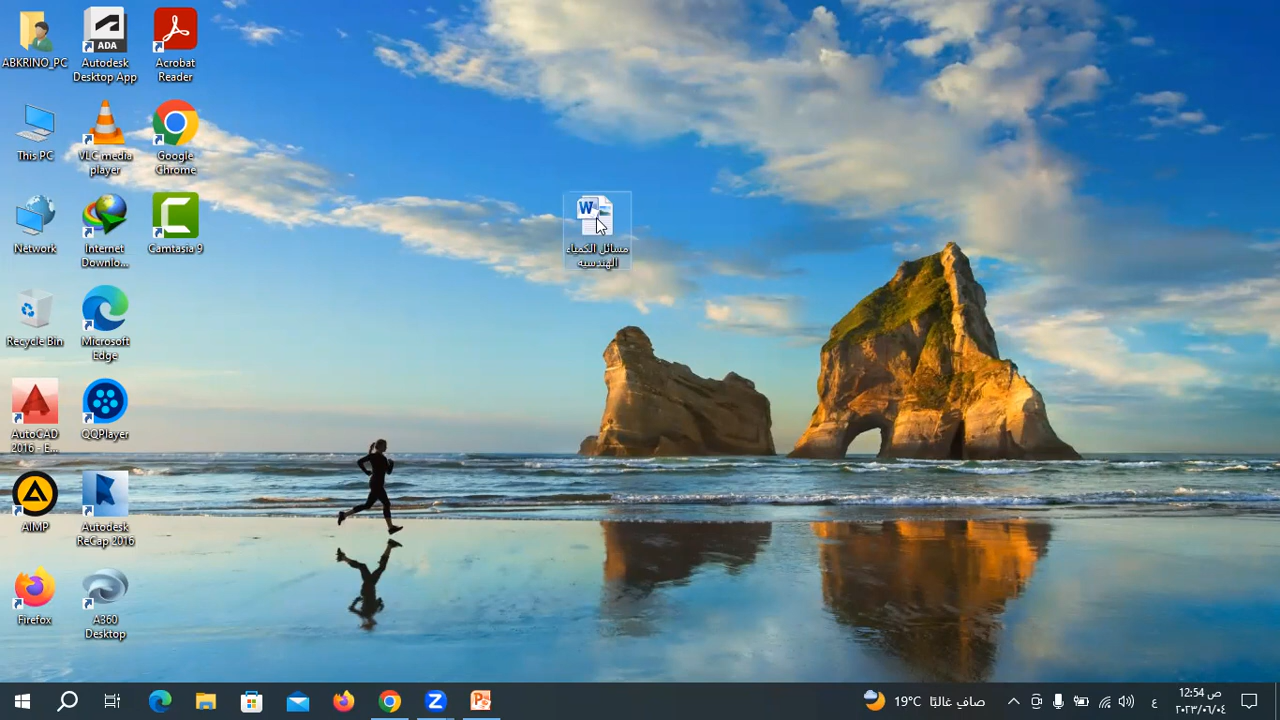 ABKRINO_PC
ADA
Autodesk
Desktop App
Acrobat
Reader
This PC
VLC media
player
Google
Chrome
Network
Internet
Downlo...
Camtasia 9
Recycle Bin
Microsoft
Edge
AutoCAD
2016 - E...
QQPlayer
AIMP
Autodesk
ReCap 2016
Firefox
A360
Desktop
W
مسائل الكمياء
الهندسيه
19°C صافٍ غالبًا
ع
12:54 ص
٢٠٢٣/٠٦/٠٤